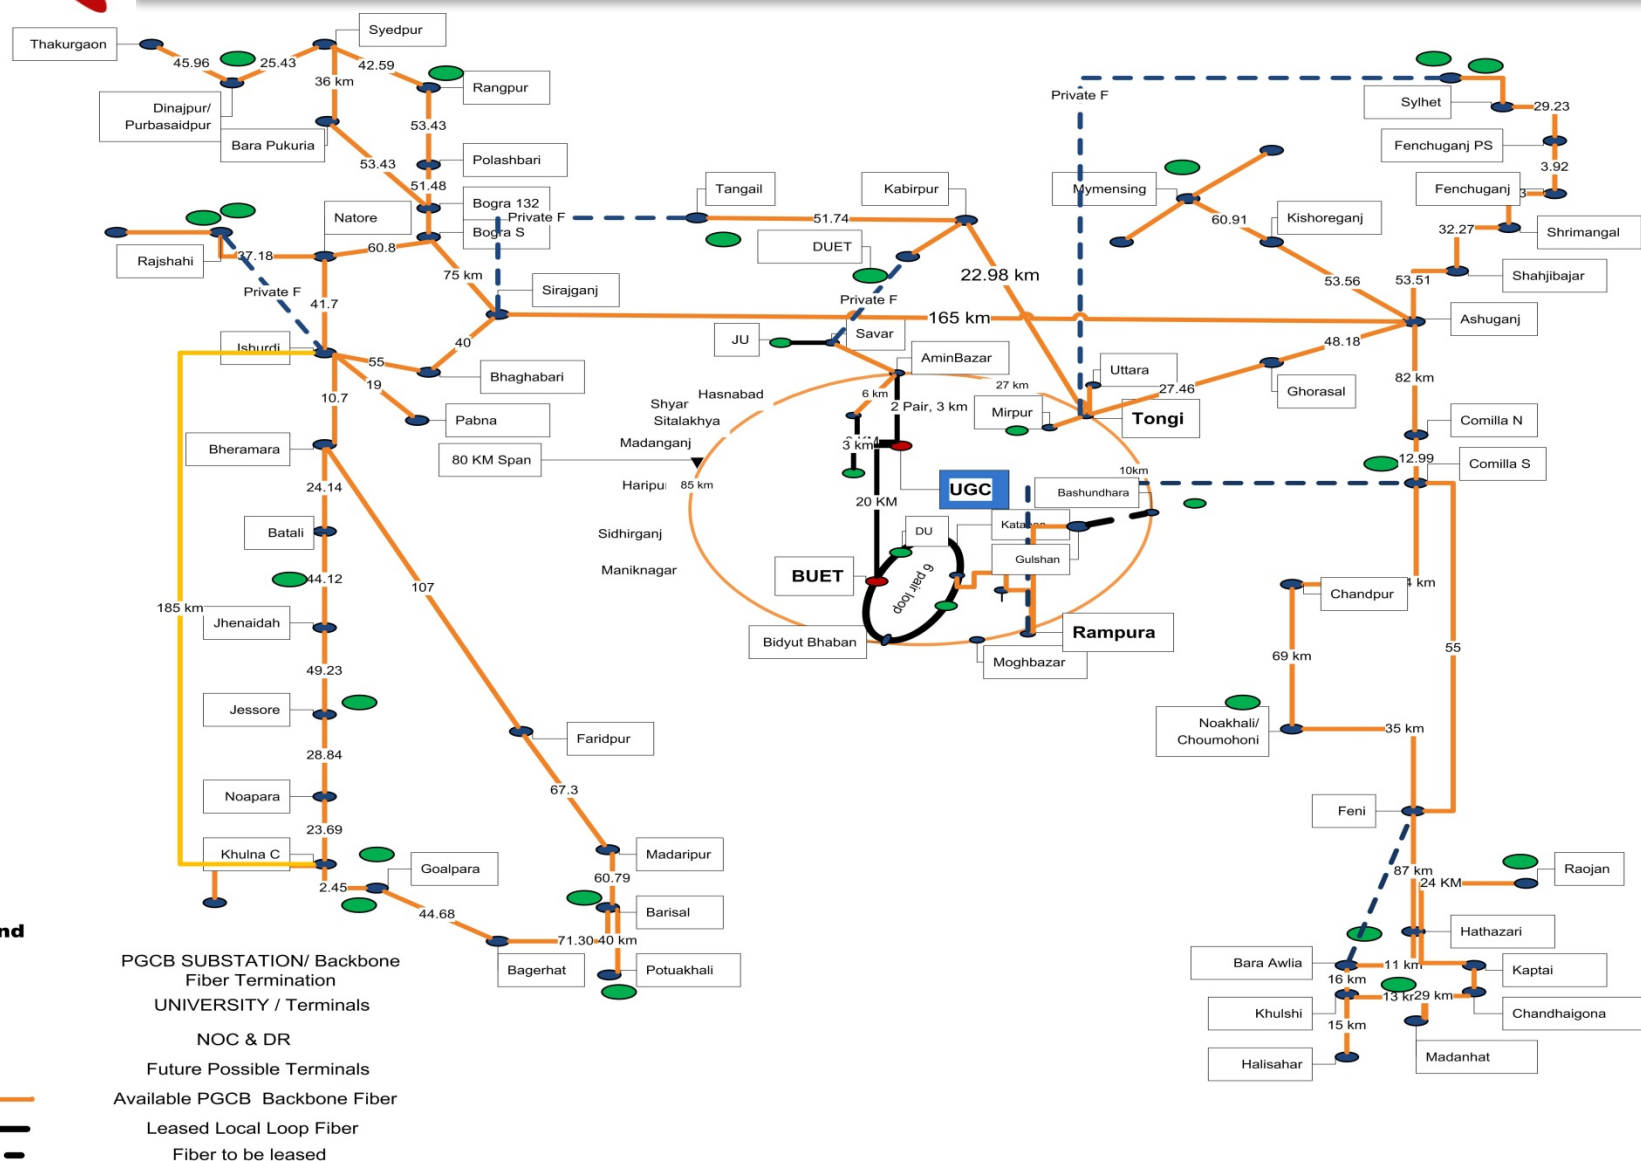 Thakurgaon
45.96
25.43
Syedpur
42.59
36 km
Rangpur
Dinajpur/
Purbasaidpur
Bara Pukuria
53.43
53.43
Polashbari
51.48
Bogra 132
Bogra S
Private F
Natore
60.8
Rajshahi
37.18
Private F
41.7
75 km
Sirajganj
Ishurdi
55
40
19
Bhaghabari
10.7
Pabna
Bheramara
24.14
Batali
44.12
107
185 km
Jhenaidah
49.23
Jessore
28.84
Noapara
23.69
Khulna C
2.45
Goalpara
44.68
Bagerhat
71.30
40 km
Faridpur
67.3
Madaripur
60.79
Barisal
Potuakhali
Tangail
51.74
Kabirpur
DUET
22.98 km
Private F
165 km
JU
Savar
AminBazar
Hasnabad
Shyar
Sitalakhya
Madanganj
80 KM Span
85 km
Sidhirganj
Maniknagar
6 km
2 Pair, 3 km
3 km
20 KM
UGC
27 km
Mirpur
Uttara
27.46
Tongi
10km
Bashundhara
Gulshan
DU
BUET
6 pair loop
Bidyut Bhaban
Moghbazar
Rampura
Private F
Sylhet
29.23
Fenchuganj PS
3.92
Fenchuganj
3
Shrimangal
32.27
Shahjibajar
53.51
Mymensing
60.91
Kishoreganj
53.56
Ashuganj
48.18
Ghorasal
82 km
Comilla N
12.99
Comilla S
4 km
Chandpur
69 km
55
Noakhali/
Choumohoni
35 km
Feni
87 km
24 KM
Raojan
Hathazari
Bara Awlia
11 km
Kaptai
16 km
Khulshi
29 km
Chandhaigona
15 km
Halisahar
Madanhat
nd
PGCB SUBSTATION/ Backbone
Fiber Termination
UNIVERSITY / Terminals
NOC & DR
Future Possible Terminals
Available PGCB Backbone Fiber
Leased Local Loop Fiber
Fiber to be leased